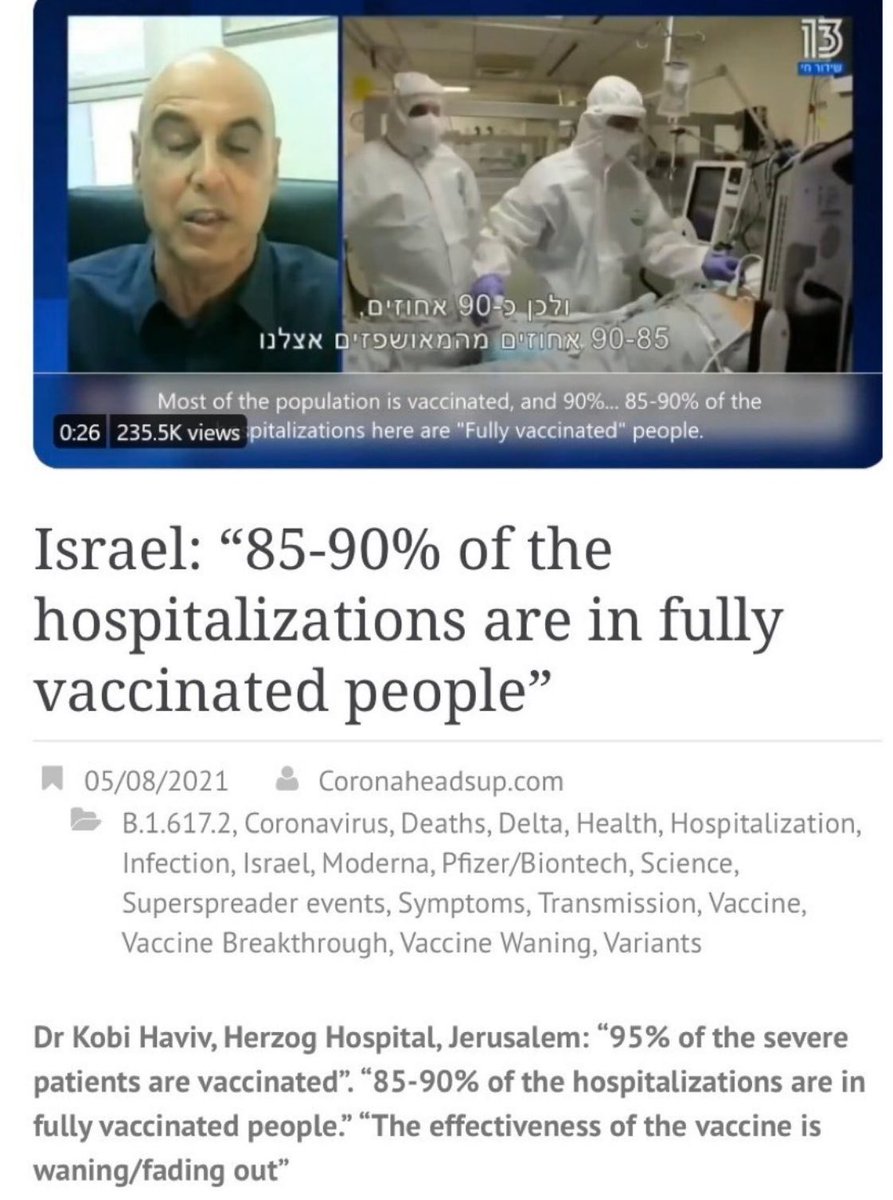 13
שידור חי
ולכן כ-90 אחוזים,
90-85 אחוזים מהמאושפזים אצלנו
Most of the population is vaccinated, and 90%... 85-90% of the
0:26 235.5K views pitalizations here are "Fully vaccinated" people.
Israel: “85-90% of the
hospitalizations are in fully
vaccinated people”
05/08/2021 Coronaheadsup.com
B.1.617.2, Coronavirus, Deaths, Delta, Health, Hospitalization,
Infection, Israel, Moderna, Pfizer/Biontech, Science,
Superspreader events, Symptoms, Transmission, Vaccine,
Vaccine Breakthrough, Vaccine Waning, Variants
Dr Kobi Haviv, Herzog Hospital, Jerusalem: “95% of the severe
patients are vaccinated”. “85-90% of the hospitalizations are in
fully vaccinated people.” “The effectiveness of the vaccine is
waning/fading out”